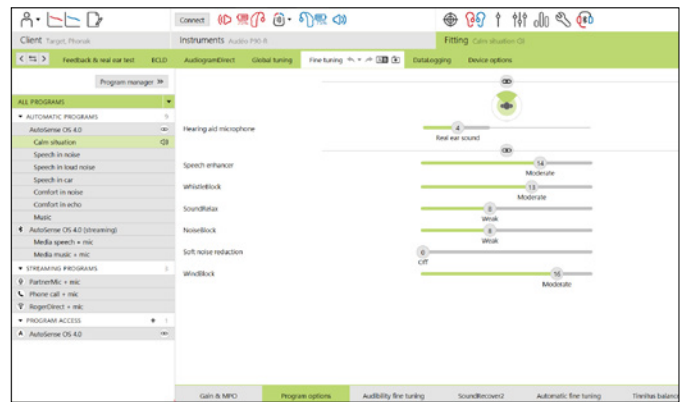 Connect
Client Target, Phonak
Instruments Audéo P90-R
Fitting Calm situation
Feedback & real ear test
BCLD
AudiogramDirect
Global tuning
Fine tuning
DataLogging
Device options
Program manager
ALL PROGRAMS
AUTOMATIC PROGRAMS
AutoSense OS 4.0
Calm situation
Speech in noise
Speech in loud noise
Speech in car
Comfort in noise
Comfort in echo
Music
AutoSense OS 4.0 (streaming)
Media speech + mic
Media music + mic
STREAMING PROGRAMS
PartnerMic + mic
Phone call + mic
RogerDirect + mic
PROGRAM ACCESS
A AutoSense OS 4.0
Hearing aid microphone
4
Real ear sound
Speech enhancer
14
Moderate
WhistleBlock
13
Moderate
SoundRelax
8
Weak
NoiseBlock
8
Weak
Soft noise reduction
0
Off
WindBlock
16
Moderate
Gain & MPO
Program options
Audibility fine tuning
SoundRecover2
Automatic fine tuning
Tinnitus balance